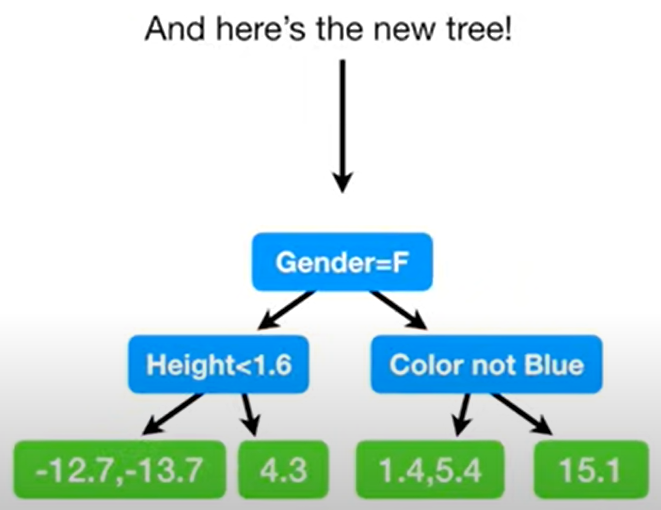 And here's the new tree!
Gender=F
Height<1.6
Color not Blue
-12.7,-13.7
4.3
1.4,5.4
15.1